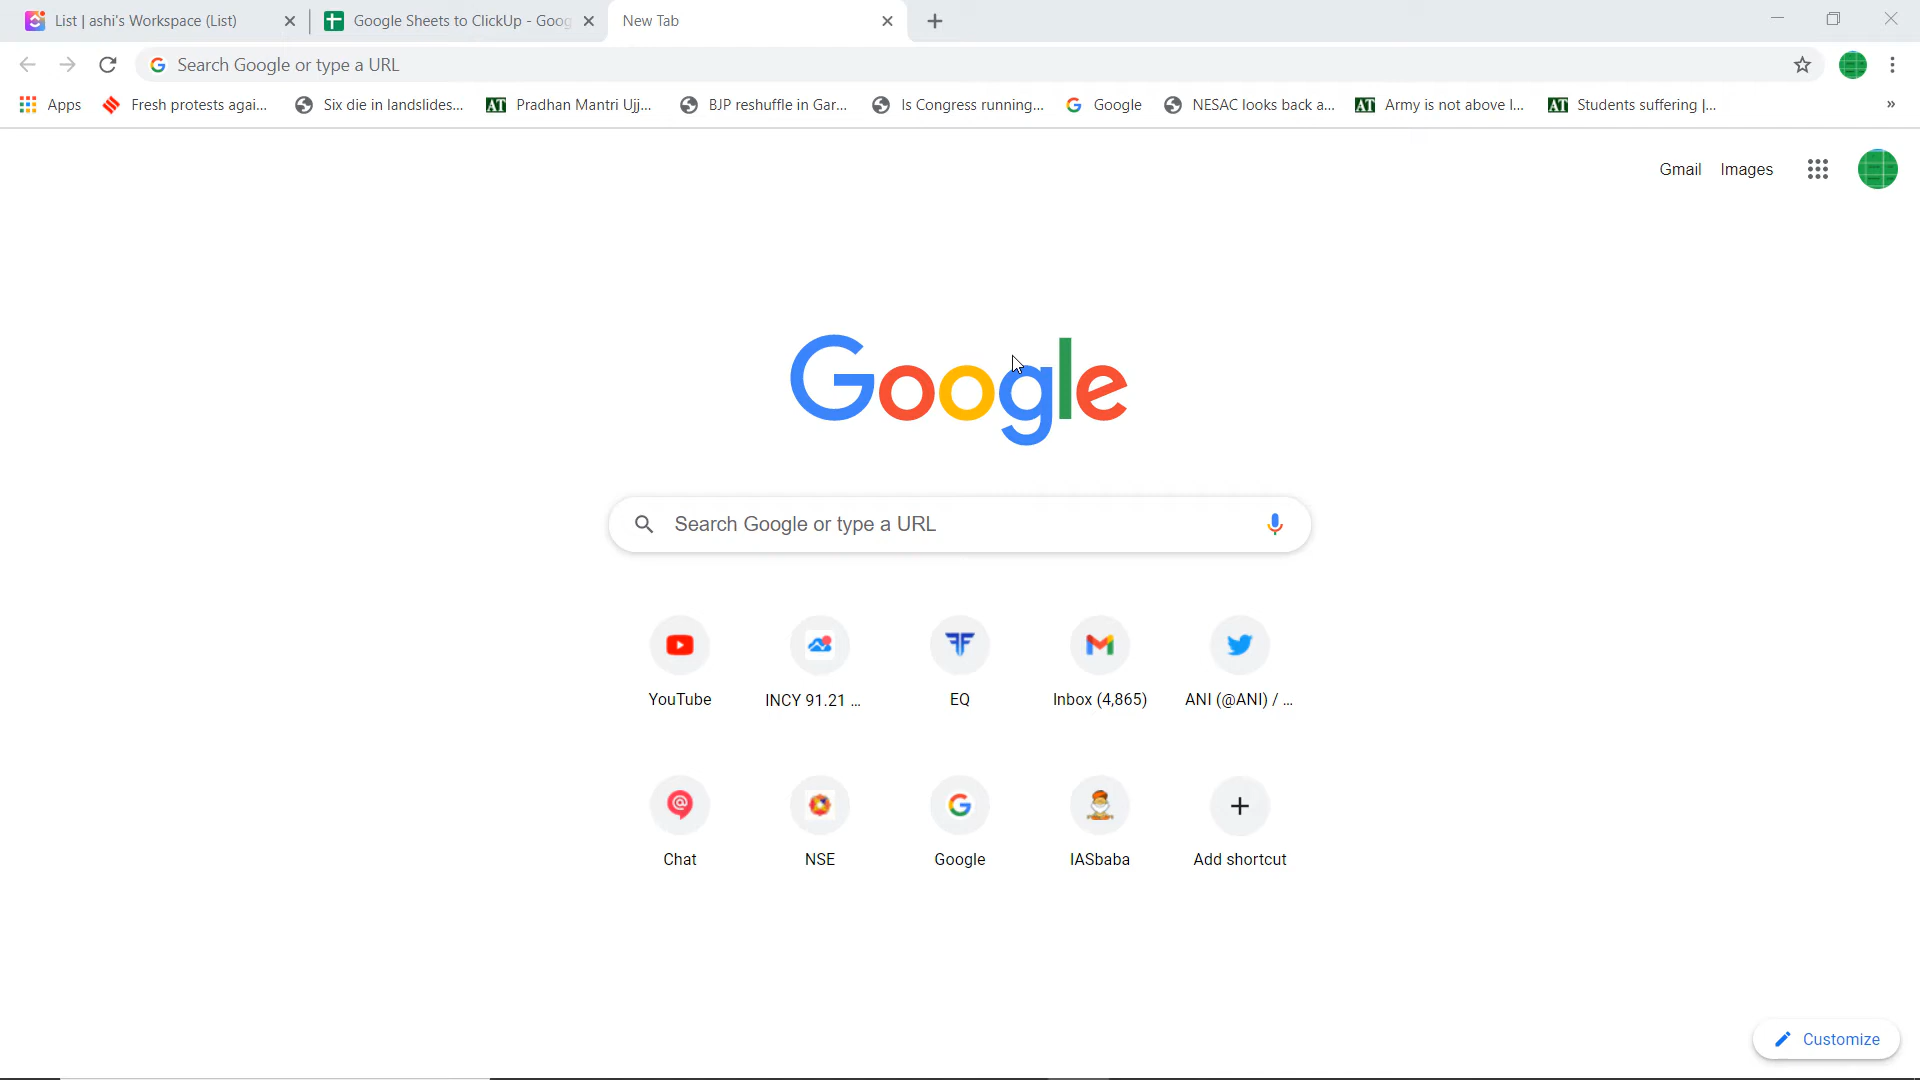 List | ashi's Workspace (List)
Google Sheets to ClickUp - Goog
New Tab
Search Google or type a URL
Apps
Fresh protests agai...
Six die in landslides...
AT Pradhan Mantri Ujj...
BJP reshuffle in Gar...
Is Congress running...
Google
NESAC looks back a...
AT Army is not above l...
AT Students suffering |...
»
Gmail
Images
Google
Search Google or type a URL
YouTube
INCY 91.21 ...
EQ
Inbox (4,865)
ANI (@ANI) / ...
Chat
NSE
Google
IASbaba
Add shortcut
Customize